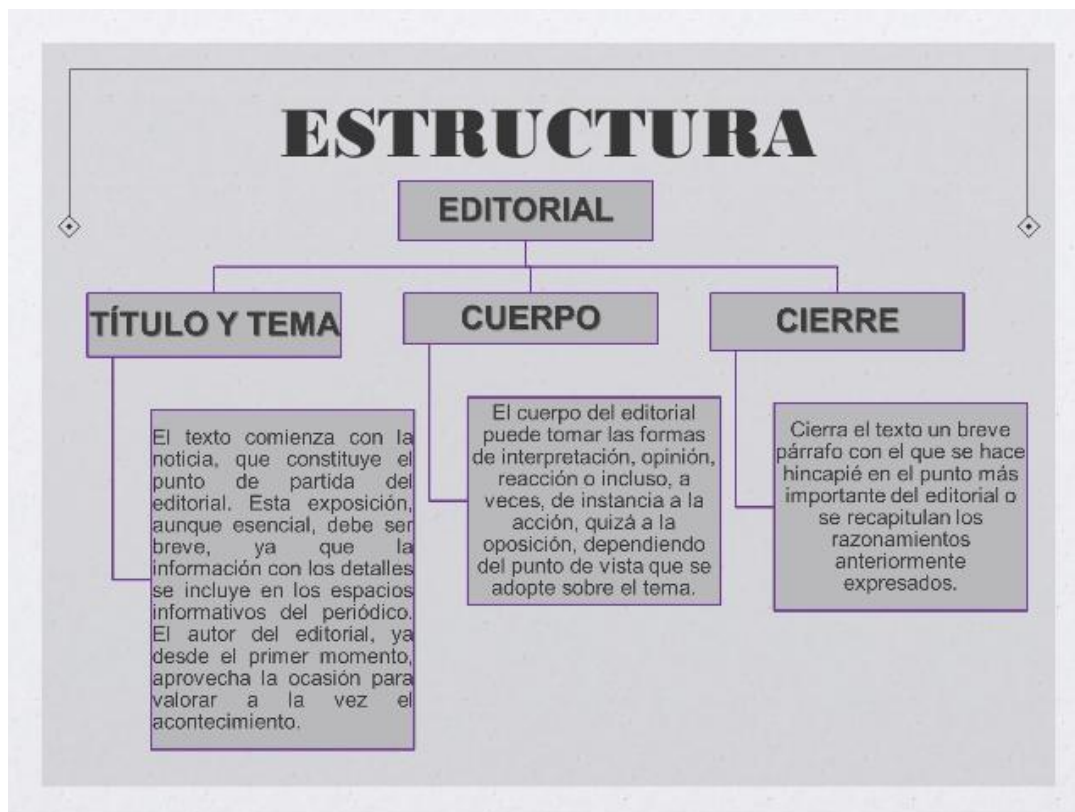 ESTRUCTURA
EDITORIAL
TÍTULO Y TEMA
El texto comienza con la
noticia, que constituye el
punto de partida del
editorial. Esta exposición,
aunque esencial, debe ser
breve, ya que la
información con los detalles
se incluye en los espacios
informativos del periódico.
El autor del editorial, ya
desde el primer momento,
aprovecha la ocasión para
valorar a la vez el
acontecimiento.
CUERPO
El cuerpo del editorial
puede tomar las formas
de interpretación, opinión,
reacción o incluso, a
veces, de instancia a la
acción, quizá a la
oposición, dependiendo
del punto de vista que se
adopte sobre el tema.
CIERRE
Cierra el texto un breve
párrafo con el que se hace
hincapié en el punto más
importante del editorial o
se recapitulan los
razonamientos
anteriormente
expresados.